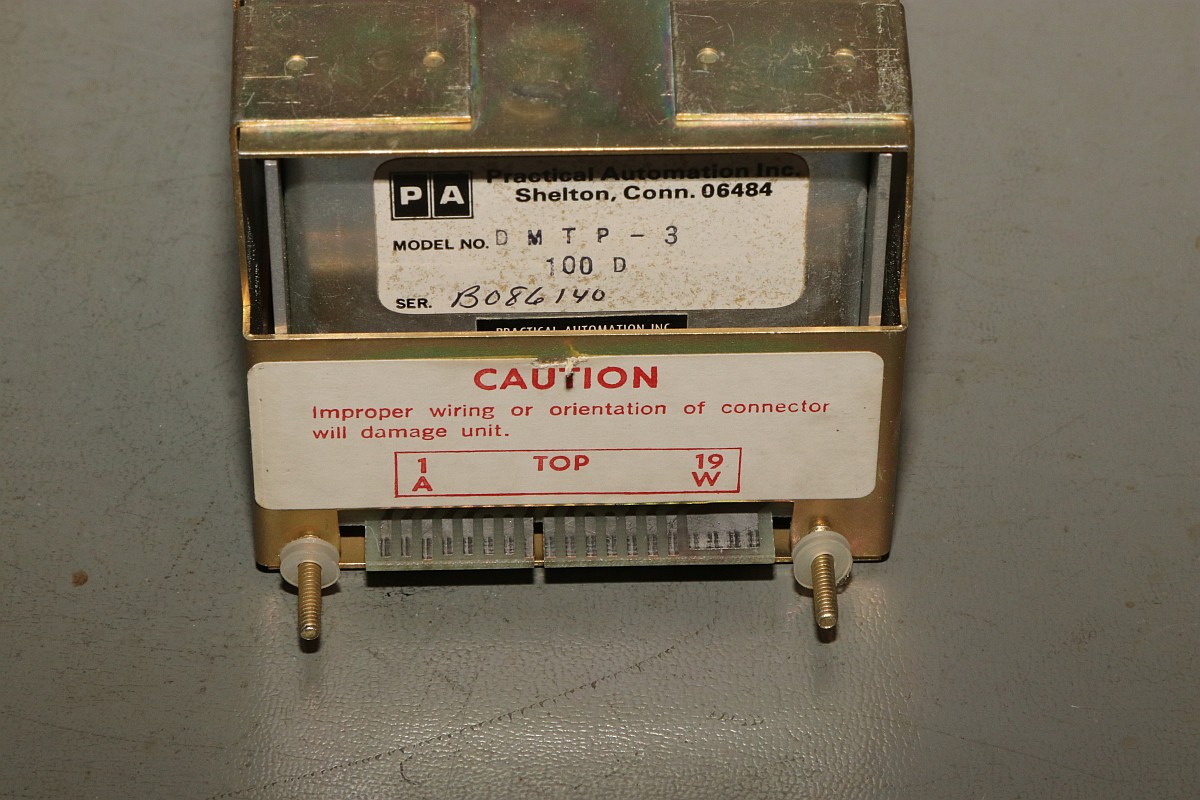 PA Practical Automation Inc.
Shelton, Conn. 06484
MODEL NO. DMTP-3
100 D
SER. B086140
PRACTICAL AUTOMATION INC.
CAUTION
Improper wiring or orientation of connector
will damage unit.
1 TOP 19
A W